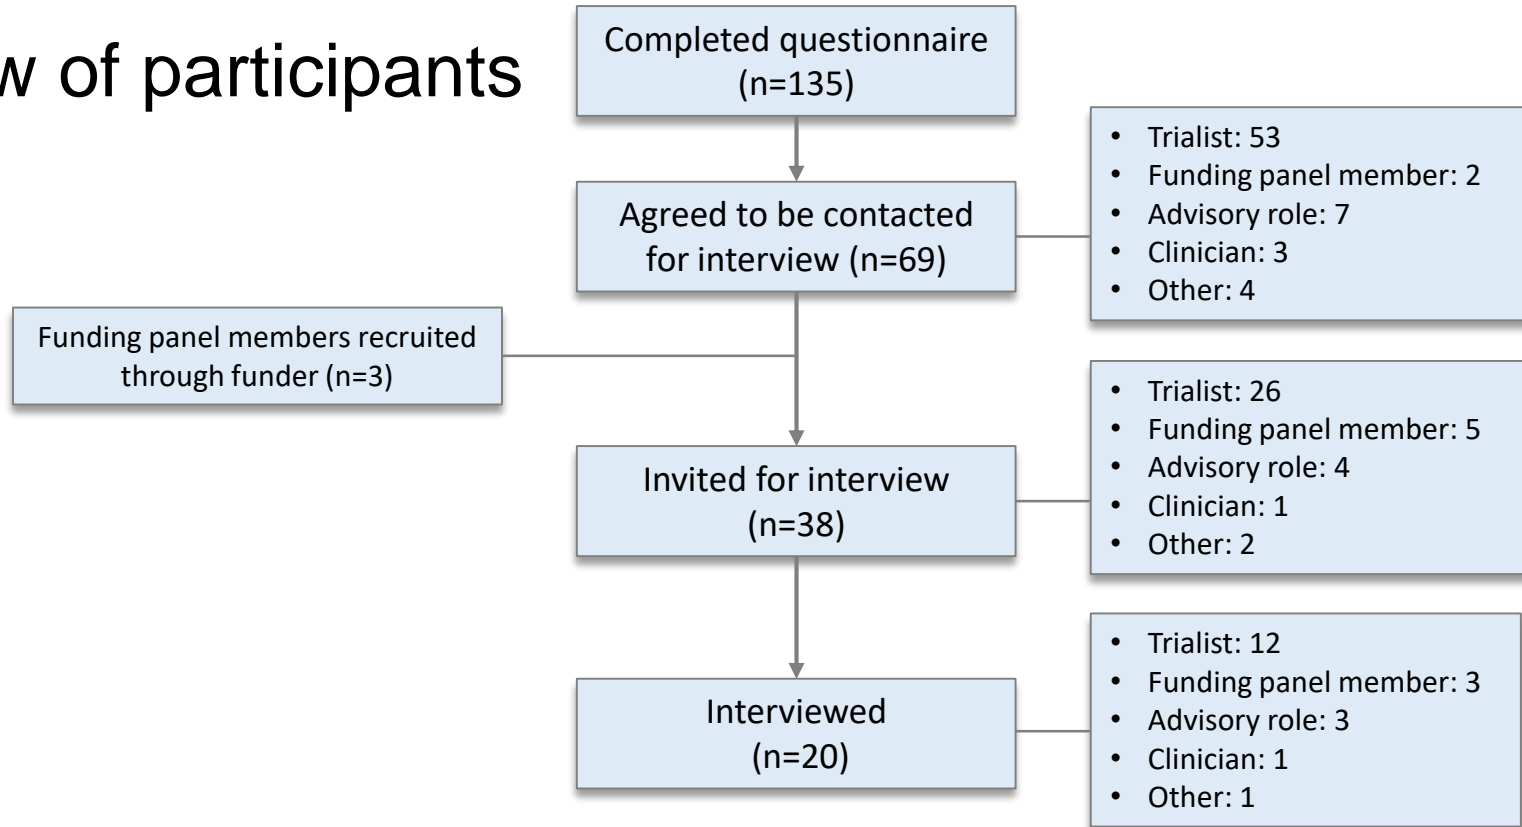 w of participants
Completed questionnaire
(n=135)
• Trialist: 53
• Funding panel member: 2
• Advisory role: 7
• Clinician: 3
• Other: 4
Agreed to be contacted
for interview (n=69)
Funding panel members recruited
through funder (n=3)
• Trialist: 26
• Funding panel member: 5
• Advisory role: 4
• Clinician: 1
• Other: 2
Invited for interview
(n=38)
• Trialist: 12
• Funding panel member: 3
• Advisory role: 3
• Clinician: 1
• Other: 1
Interviewed
(n=20)